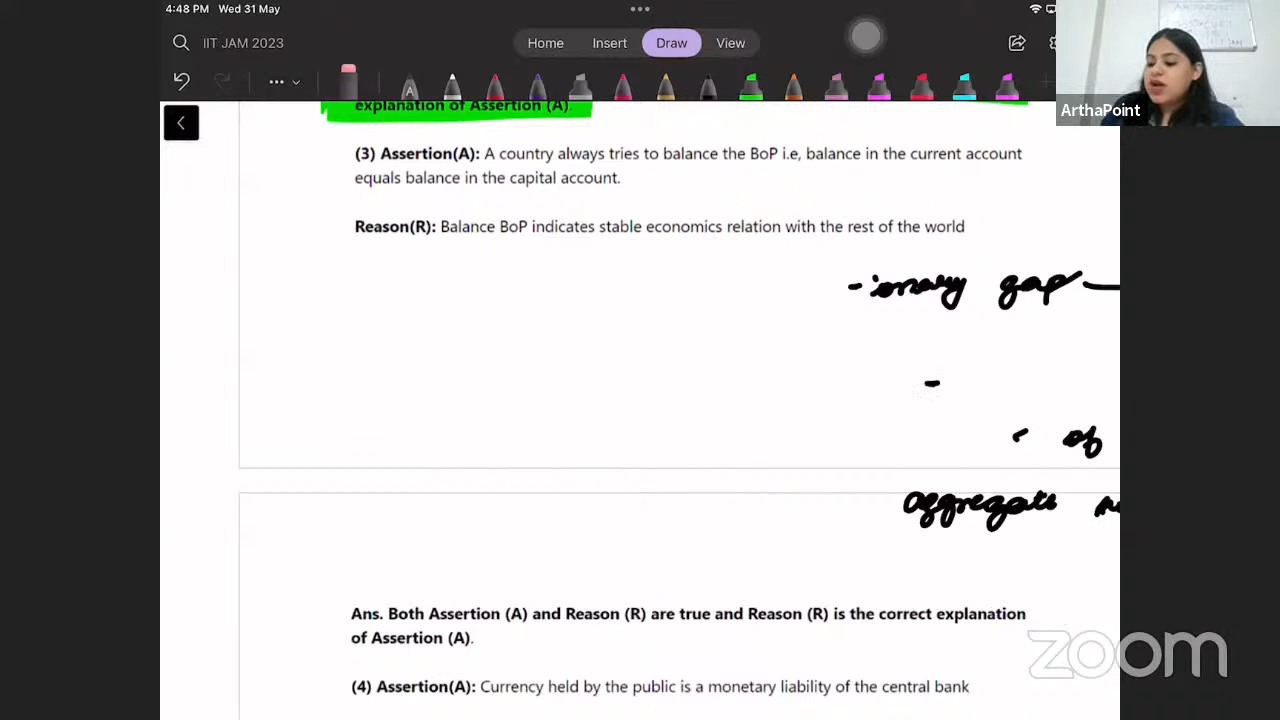 4:48 PM Wed 31 May
IIT JAM 2023
Home Insert Draw View
A
ArthaPoint
explanation of Assertion (A).
(3) Assertion(A): A country always tries to balance the BoP i.e, balance in the current account
equals balance in the capital account.
Reason(R): Balance BoP indicates stable economics relation with the rest of the world
-ionary gap -
-
of
aggregate
Ans. Both Assertion (A) and Reason (R) are true and Reason (R) is the correct explanation
of Assertion (A).
zoom
(4) Assertion(A): Currency held by the public is a monetary liability of the central bank